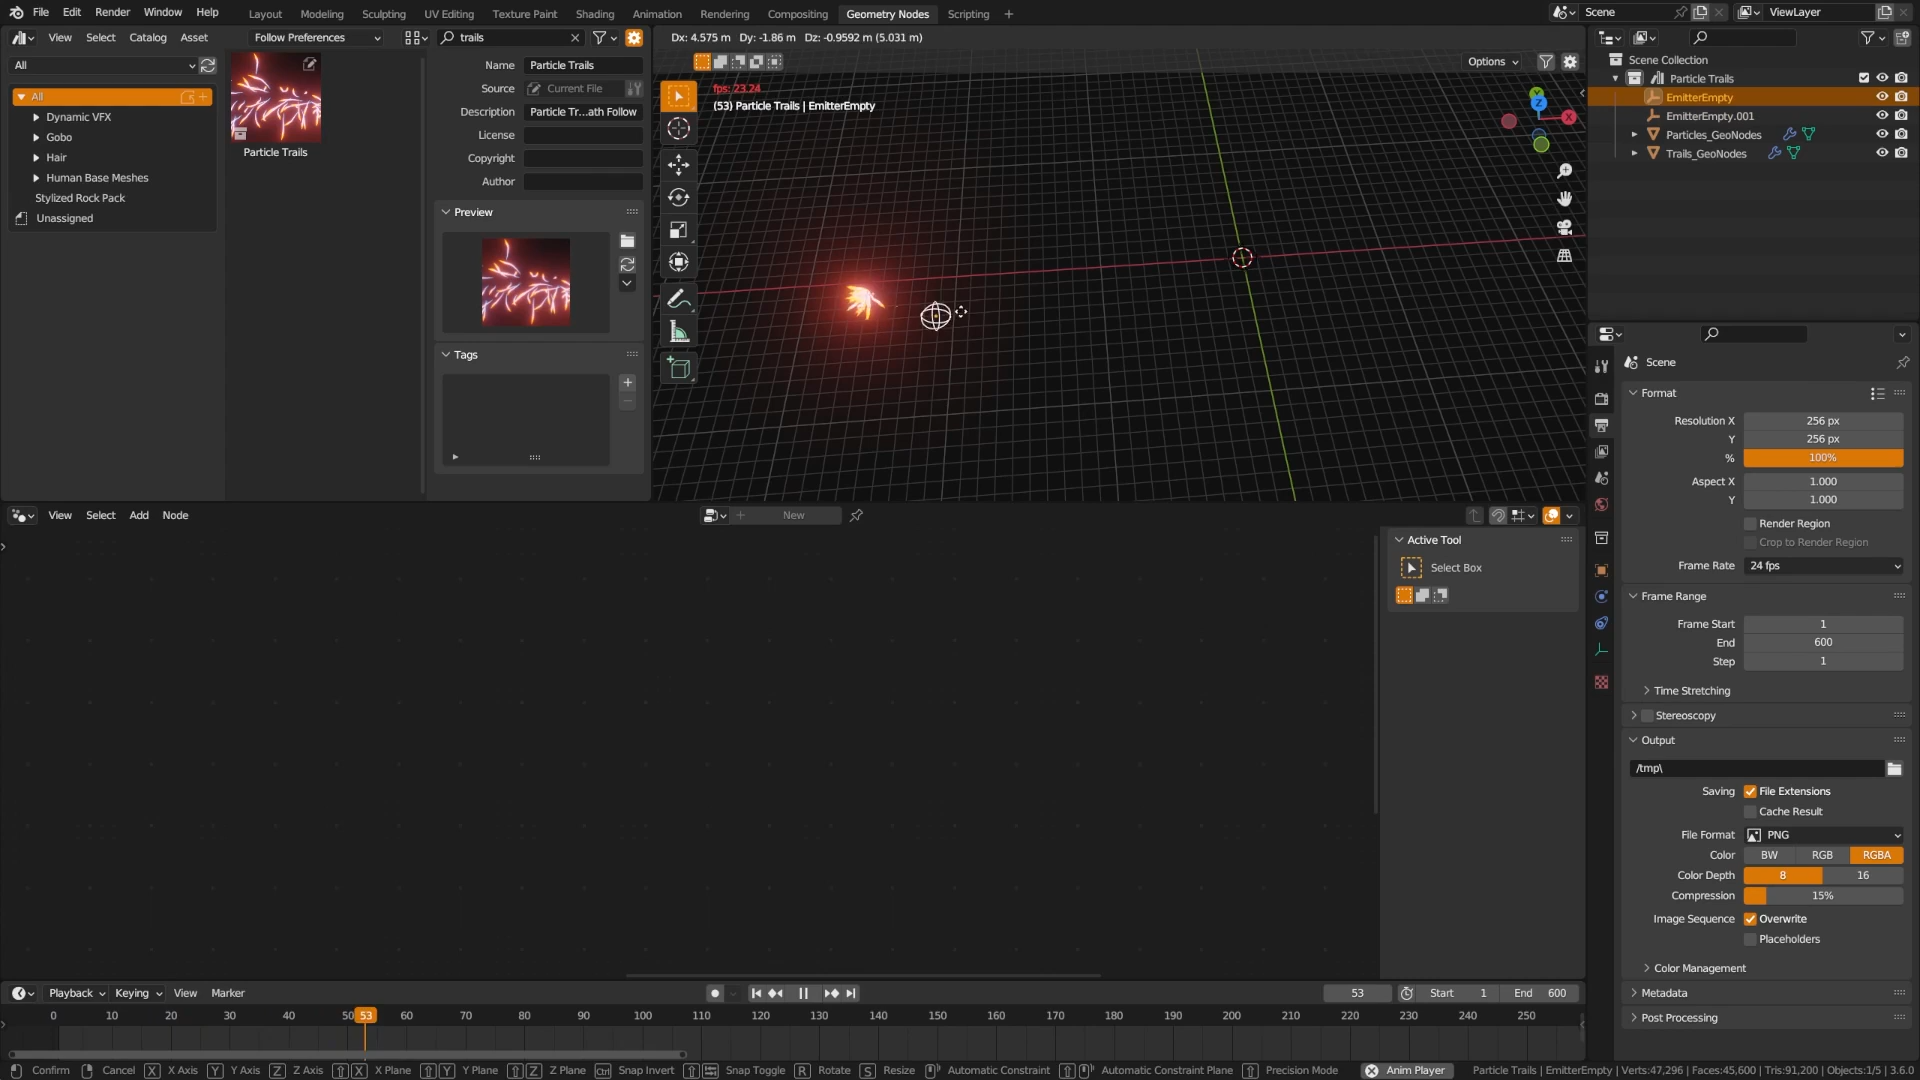 File Edit Render Window Help Layout Modeling Sculpting UV Editing Texture Paint Shading Animation Rendering Compositing Geometry Nodes Scripting + Scene ViewLayer
View Select Catalog Asset Follow Preferences trails Dx: 4.575 m Dy: -1.86 m Dz: -0.9592 m (5.031 m)
All
All
Dynamic VFX
Gobo
Hair
Human Base Meshes
Stylized Rock Pack
Unassigned
Particle Trails
Name Particle Trails
Source Current File
Description Particle Tr...ath Follow
License
Copyright
Author
Preview
Tags
Options
fps: 23.24
(53) Particle Trails | EmitterEmpty
Y
Z
X
Scene Collection
Particle Trails
EmitterEmpty
EmitterEmpty.001
Particles_GeoNodes
Trails_GeoNodes
View Select Add Node New
Active Tool
Select Box
Scene
Format
Resolution X 256 px
Y 256 px
% 100%
Aspect X 1.000
Y 1.000
Render Region
Crop to Render Region
Frame Rate 24 fps
Frame Range
Frame Start 1
End 600
Step 1
Time Stretching
Stereoscopy
Output
/tmp\
Saving File Extensions
Cache Result
File Format PNG
Color BW RGB RGBA
Color Depth 8 16
Compression 15%
Image Sequence Overwrite
Placeholders
Color Management
Metadata
Post Processing
Playback Keying View Marker 53 Start 1 End 600
0 10 20 30 40 50 53 60 70 80 90 100 110 120 130 140 150 160 170 180 190 200 210 220 230 240 250
Confirm Cancel X X Axis Y Y Axis Z Z Axis X X Plane Y Y Plane Z Z Plane Ctrl Snap Invert Snap Toggle R Rotate S Resize Automatic Constraint Automatic Constraint Plane Precision Mode Anim Player Particle Trails | EmitterEmpty | Verts:47,296 | Faces:45,600 | Tris:91,200 | Objects:1/5 | 3.6.0